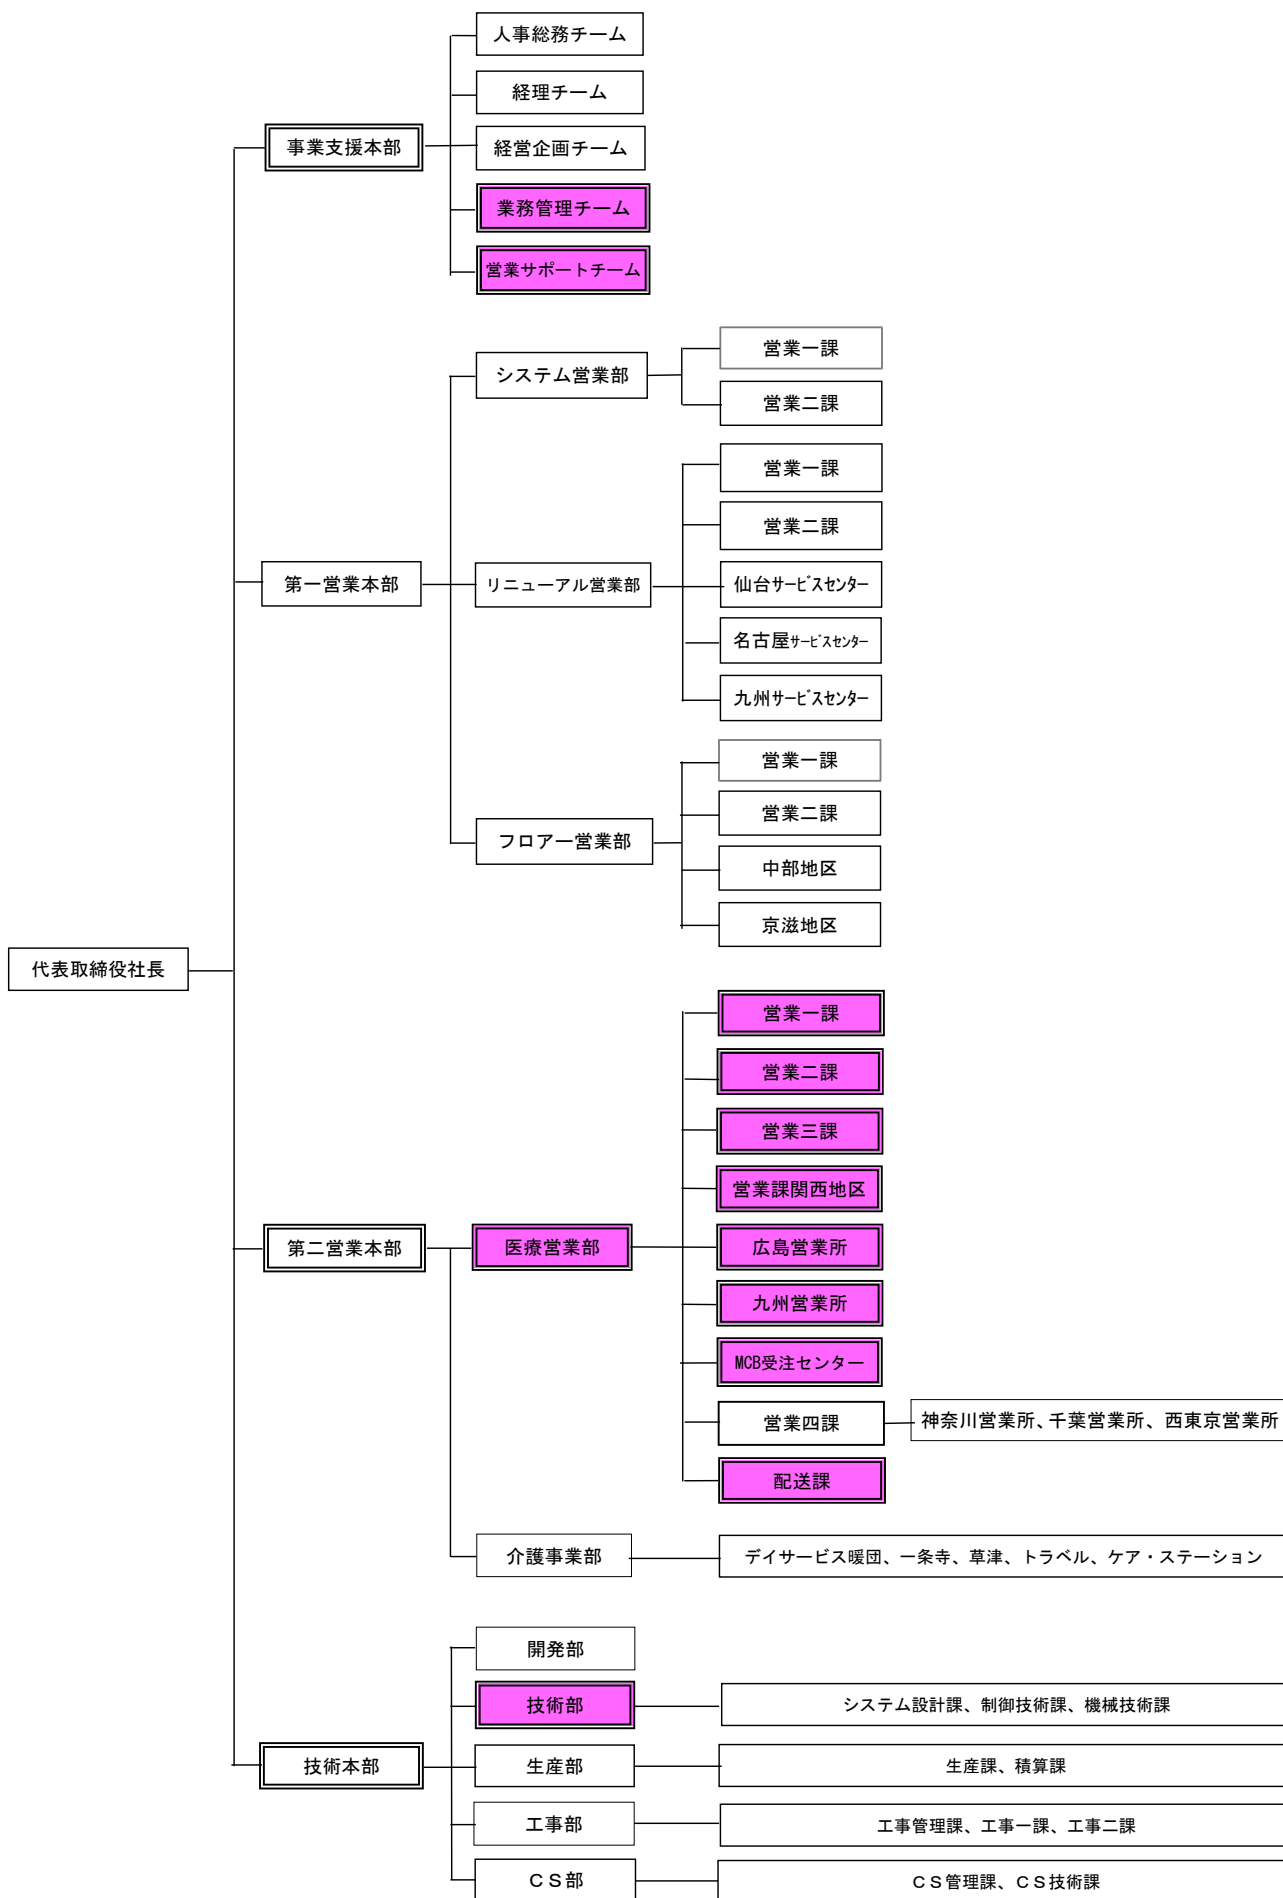 人事総務チーム
経理チーム
事業支援本部
経営企画チーム
業務管理チーム
営業サポートチーム
営業一課
システム営業部
営業二課
営業一課
営業二課
第一営業本部
リニューアル営業部
仙台サービスセンター
名古屋サービスセンター
九州サービスセンター
営業一課
営業二課
フロアー営業部
中部地区
京滋地区
代表取締役社長
営業一課
営業二課
営業三課
営業課関西地区
第二営業本部
医療営業部
広島営業所
九州営業所
MCB受注センター
営業四課
神奈川営業所、千葉営業所、西東京営業所
配送課
介護事業部
デイサービス暖団、一条寺、草津、トラベル、ケア・ステーション
開発部
技術部
システム設計課、制御技術課、機械技術課
技術本部
生産部
生産課、積算課
工事部
工事管理課、工事一課、工事二課
ＣＳ部
ＣＳ管理課、ＣＳ技術課